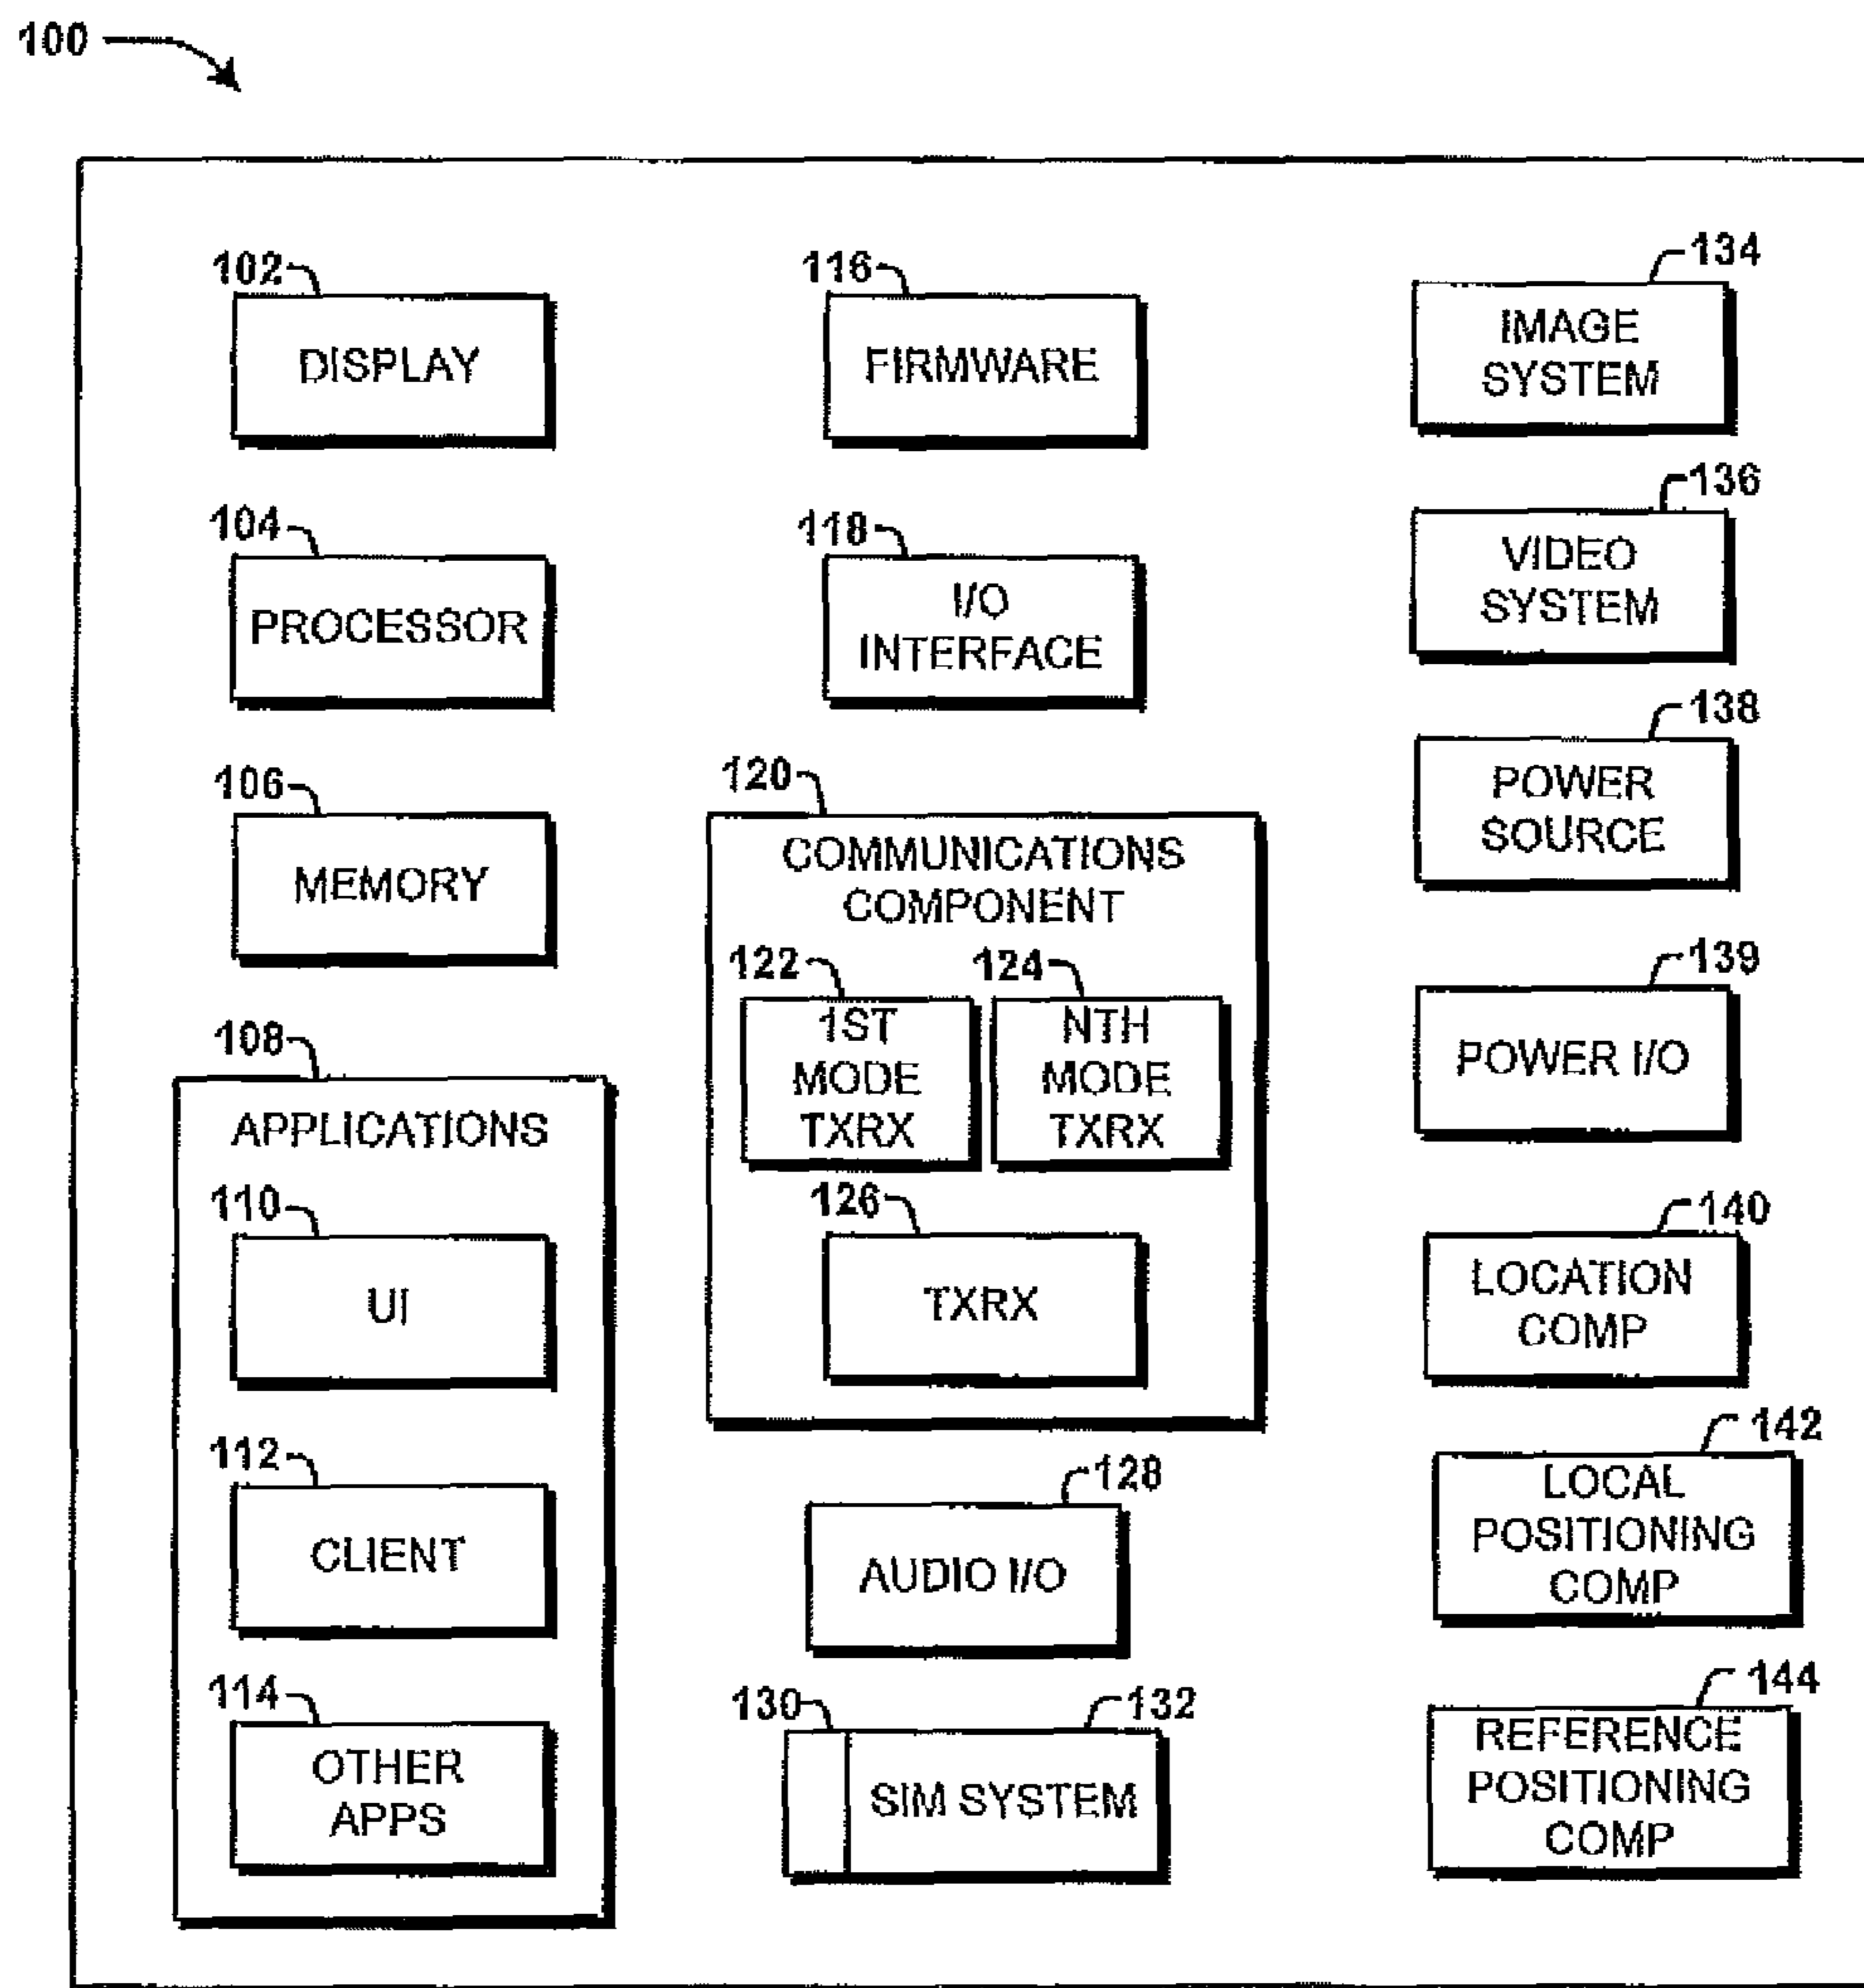 100
102
DISPLAY
104
PROCESSOR
106
MEMORY
108
APPLICATIONS
110
UI
112
CLIENT
114
OTHER
APPS
116
FIRMWARE
118
I/O
INTERFACE
120
COMMUNICATIONS
COMPONENT
122
1ST
MODE
TXRX
124
NTH
MODE
TXRX
126
TXRX
128
AUDIO I/O
130
132
SIM SYSTEM
134
IMAGE
SYSTEM
136
VIDEO
SYSTEM
138
POWER
SOURCE
139
POWER I/O
140
LOCATION
COMP
142
LOCAL
POSITIONING
COMP
144
REFERENCE
POSITIONING
COMP